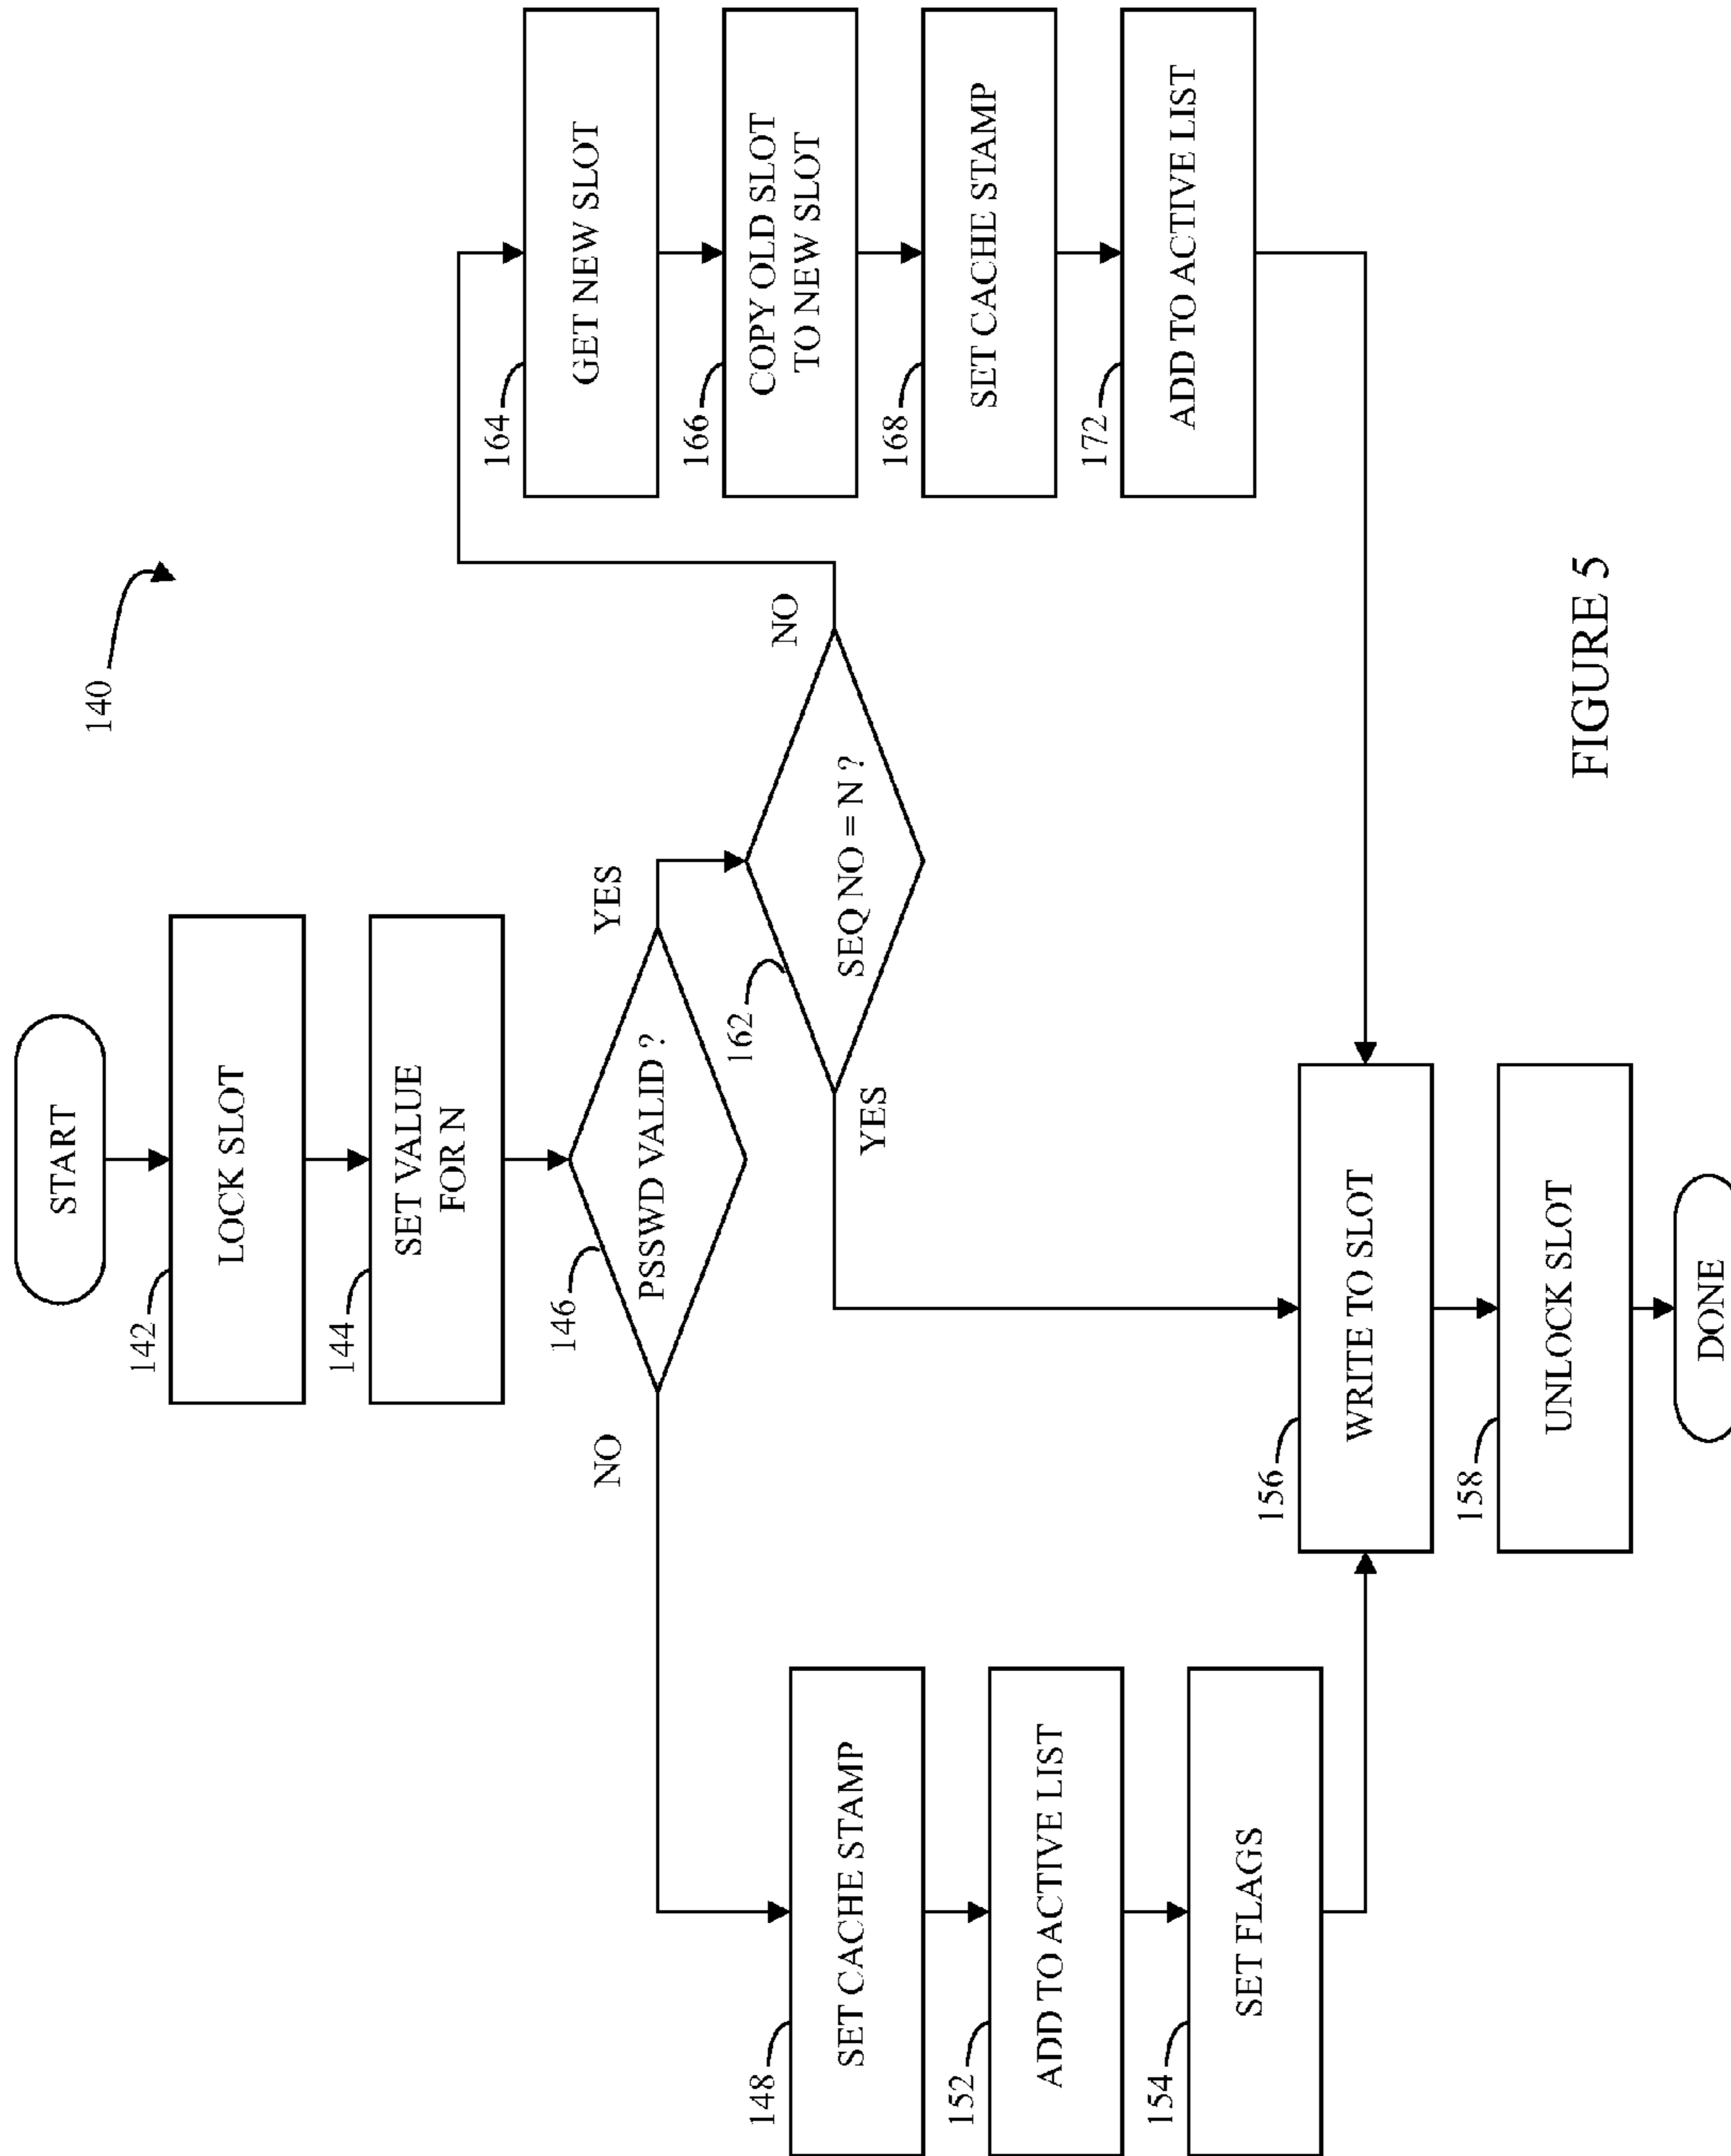 140
START
142
LOCK SLOT
144
SET VALUE
FOR N
146
PSSWD VALID ?
NO
YES
148
SET CACHE STAMP
152
ADD TO ACTIVE LIST
154
SET FLAGS
162
SEQ NO = N ?
YES
NO
164
GET NEW SLOT
166
COPY OLD SLOT
TO NEW SLOT
168
SET CACHE STAMP
172
ADD TO ACTIVE LIST
156
WRITE TO SLOT
158
UNLOCK SLOT
DONE
FIGURE 5